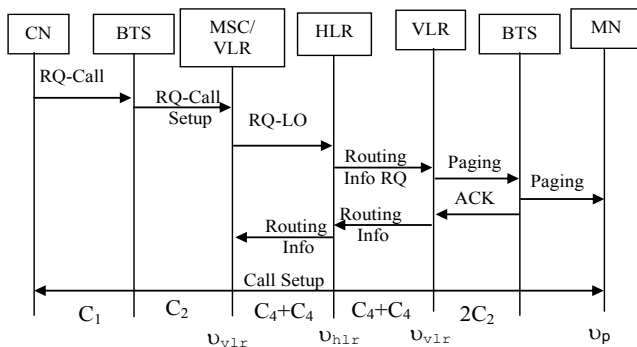 CN BTS MSC/ VLR HLR VLR BTS MN
RQ-Call
RQ-Call
Setup
RQ-LO
Routing
Info RQ
Paging
Paging
ACK
Routing
Info
Routing
Info
Call Setup
C1 C2 C4+C4 C4+C4 2C2
υvlr υhlr υvlr υp